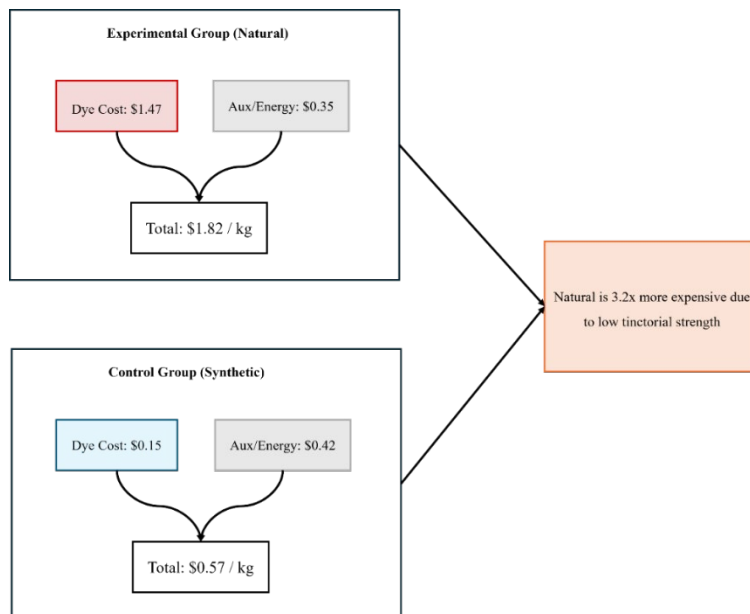 Experimental Group (Natural)
Dye Cost: $1.47
Aux/Energy: $0.35
Total: $1.82 / kg
Natural is 3.2x more expensive due
to low tinctorial strength
Control Group (Synthetic)
Dye Cost: $0.15
Aux/Energy: $0.42
Total: $0.57 / kg